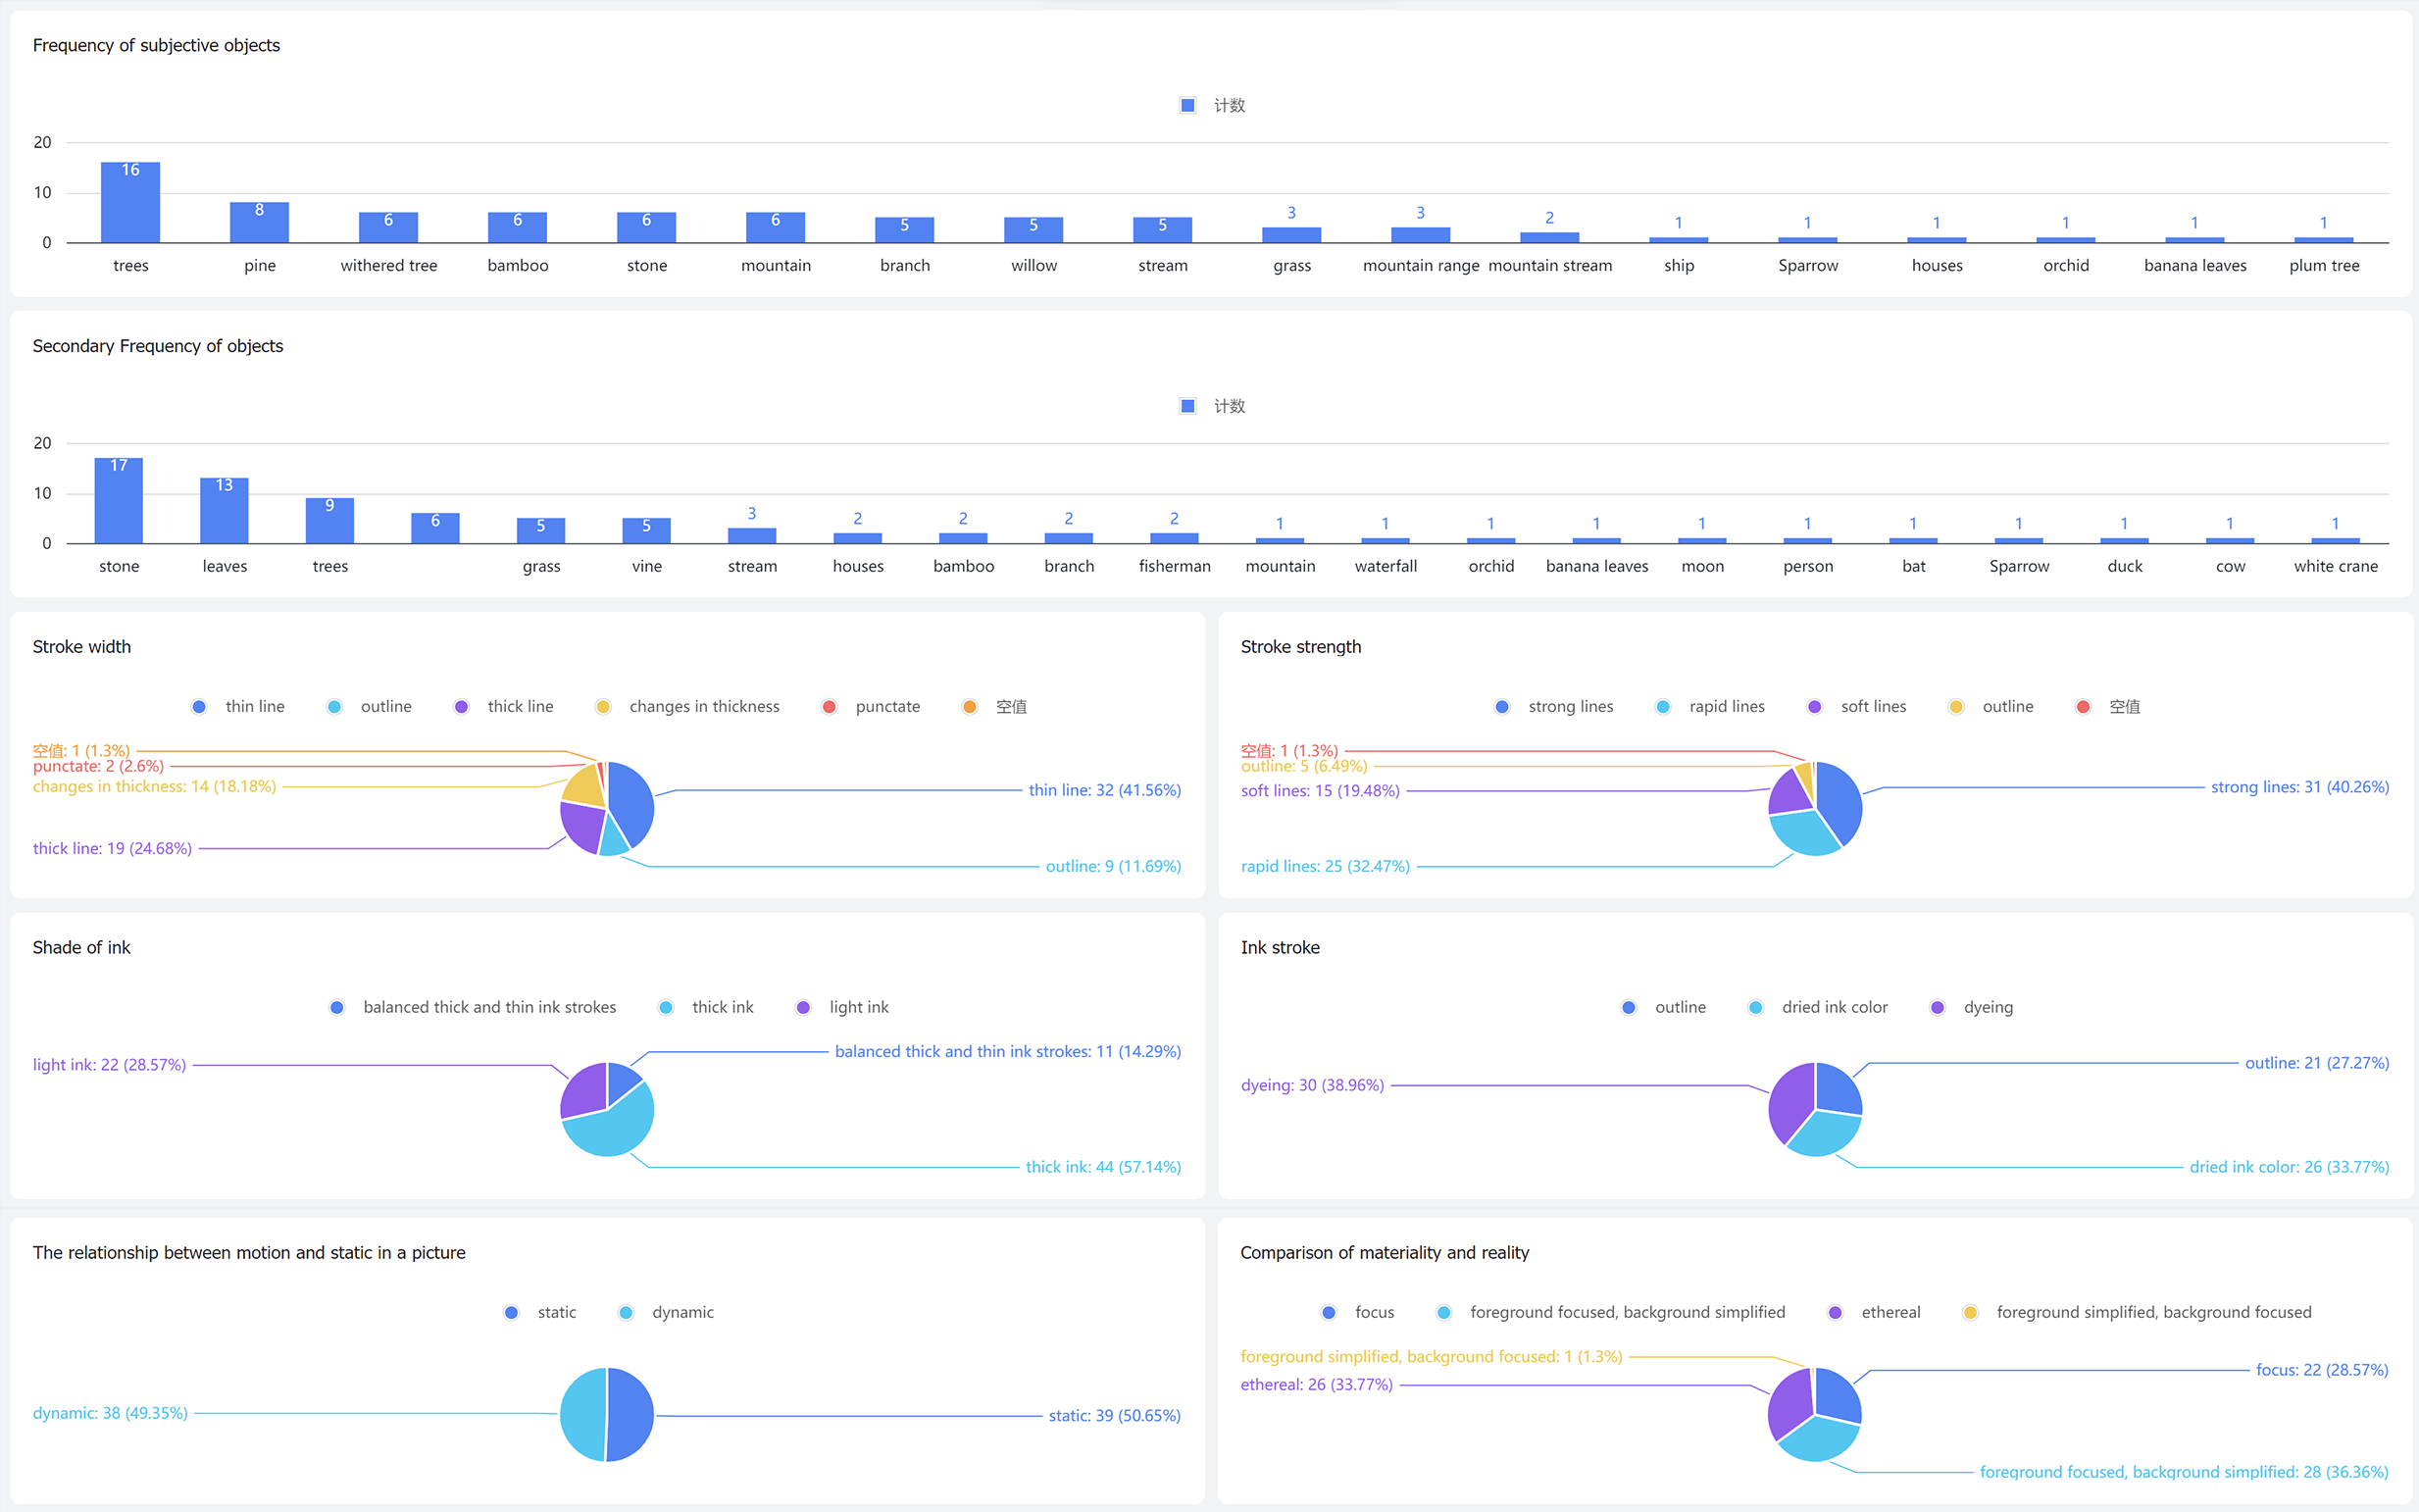 Frequency of subjective objects
计数
20
10
0
16
8
6
6
6
6
5
5
5
3
3
2
1
1
1
1
1
1
trees pine withered tree bamboo stone mountain branch willow stream grass mountain range mountain stream ship Sparrow houses orchid banana leaves plum tree
Secondary Frequency of objects
计数
20
10
0
17
13
9
6
5
5
3
2
2
2
2
1
1
1
1
1
1
1
1
1
1
1
stone leaves trees grass vine stream houses bamboo branch fisherman mountain waterfall orchid banana leaves moon person bat Sparrow duck cow white crane
Stroke width
thin line outline thick line changes in thickness punctate 空值
空值: 1 (1.3%)
punctate: 2 (2.6%)
changes in thickness: 14 (18.18%)
thick line: 19 (24.68%)
thin line: 32 (41.56%)
outline: 9 (11.69%)
Stroke strength
strong lines rapid lines soft lines outline 空值
空值: 1 (1.3%)
outline: 5 (6.49%)
soft lines: 15 (19.48%)
rapid lines: 25 (32.47%)
strong lines: 31 (40.26%)
Shade of ink
balanced thick and thin ink strokes thick ink light ink
light ink: 22 (28.57%)
balanced thick and thin ink strokes: 11 (14.29%)
thick ink: 44 (57.14%)
Ink stroke
outline dried ink color dyeing
dyeing: 30 (38.96%)
outline: 21 (27.27%)
dried ink color: 26 (33.77%)
The relationship between motion and static in a picture
static dynamic
dynamic: 38 (49.35%)
static: 39 (50.65%)
Comparison of materiality and reality
focus foreground focused, background simplified ethereal foreground simplified, background focused
foreground simplified, background focused: 1 (1.3%)
ethereal: 26 (33.77%)
focus: 22 (28.57%)
foreground focused, background simplified: 28 (36.36%)